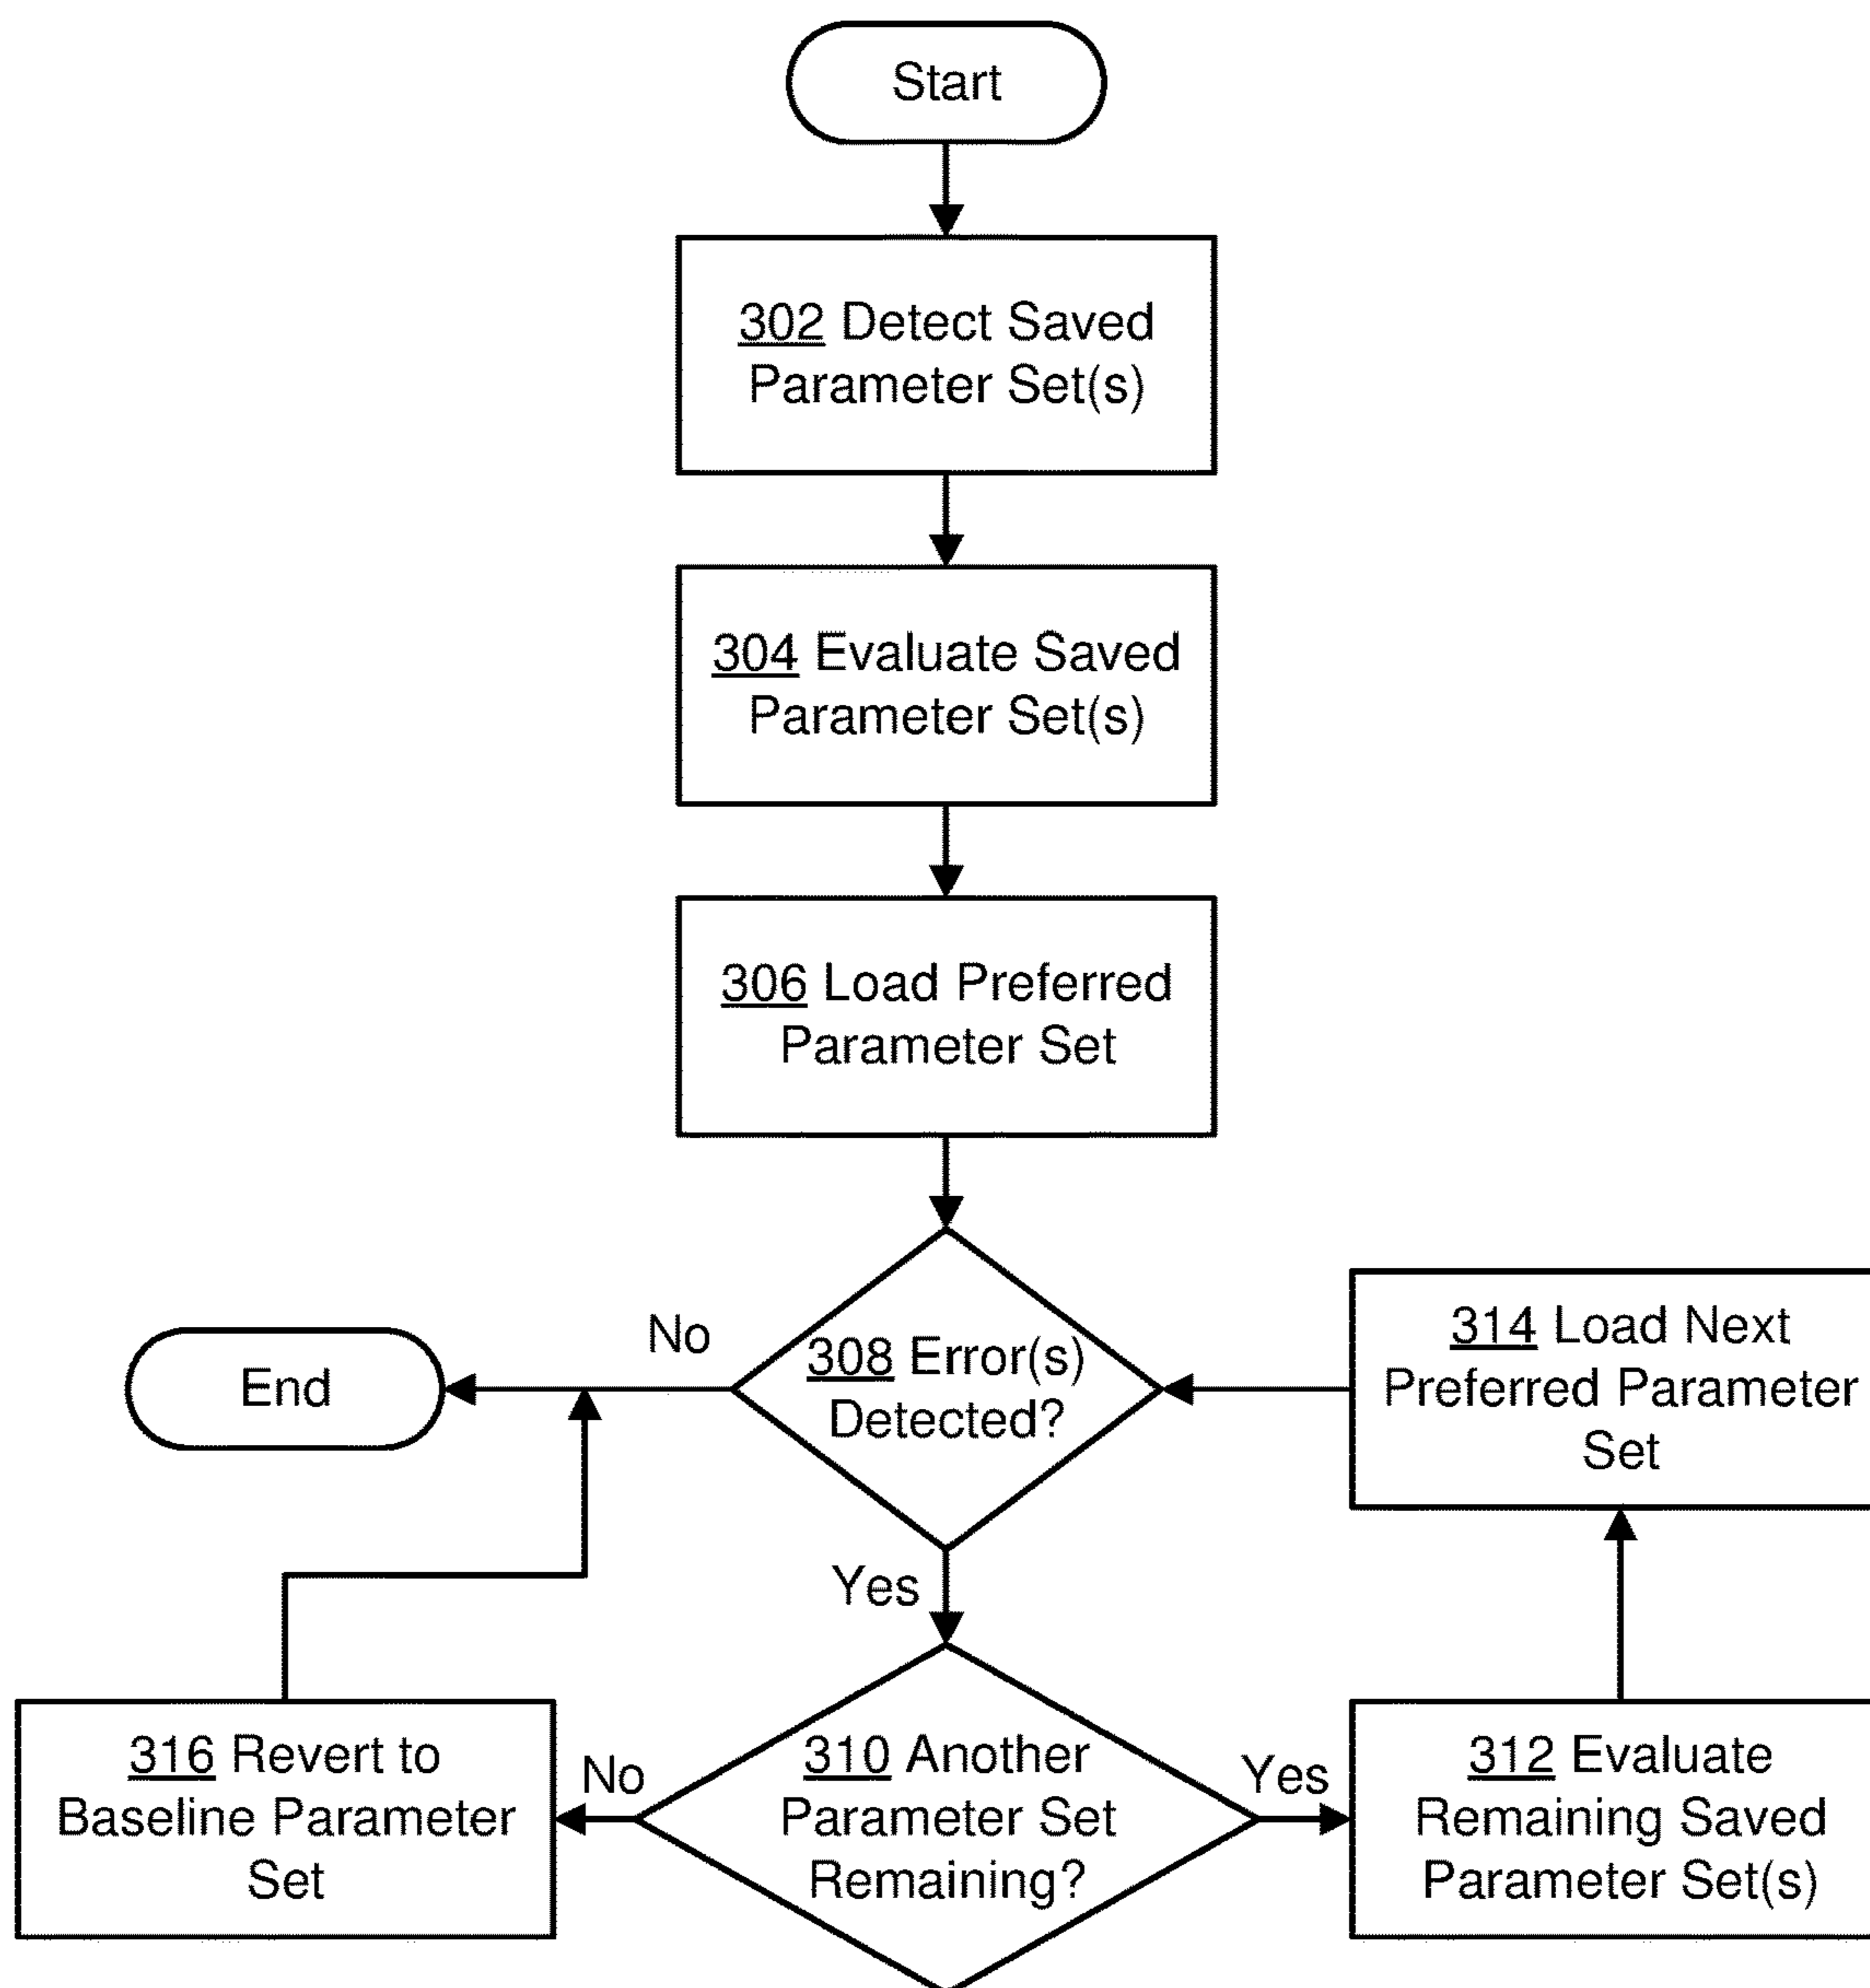 Start
302 Detect Saved
Parameter Set(s)
304 Evaluate Saved
Parameter Set(s)
306 Load Preferred
Parameter Set
No
308 Error(s)
Detected?
End
314 Load Next
Preferred Parameter
Set
Yes
316 Revert to
Baseline Parameter
Set
No
310 Another
Parameter Set
Remaining?
Yes
312 Evaluate
Remaining Saved
Parameter Set(s)